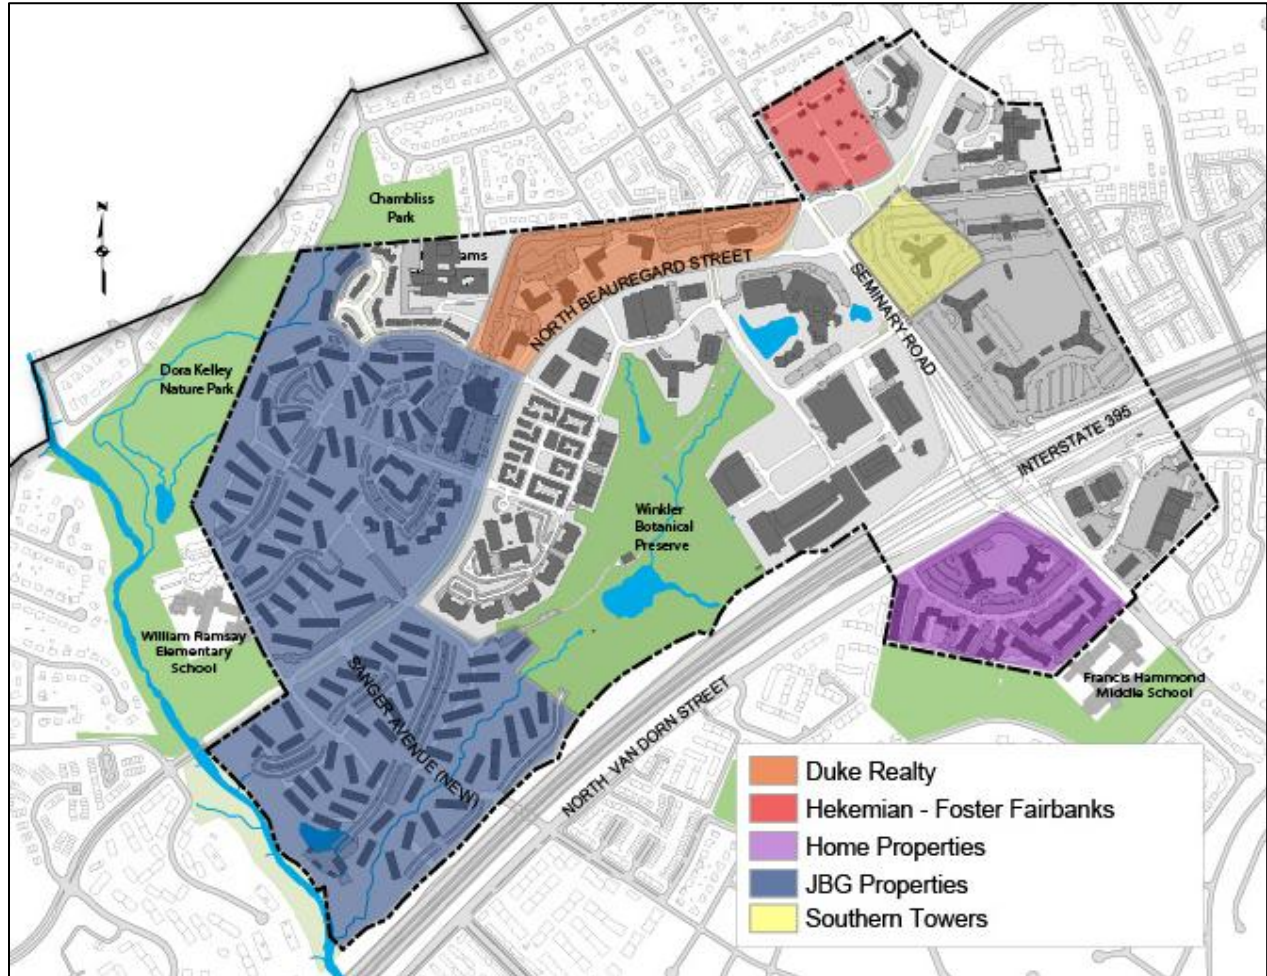 Chambliss
Park
NORTH BEAUREGARD STREET
SEMINARY ROAD
Dora Kelley
Nature Park
INTERSTATE 395
Winkler
Botanical
Preserve
William Ramsay
Elementary
School
SANGER AVENUE (NEW)
Francis Hammond
Middle School
NORTH VAN DORN STREET
Duke Realty
Hekemian - Foster Fairbanks
Home Properties
JBG Properties
Southern Towers